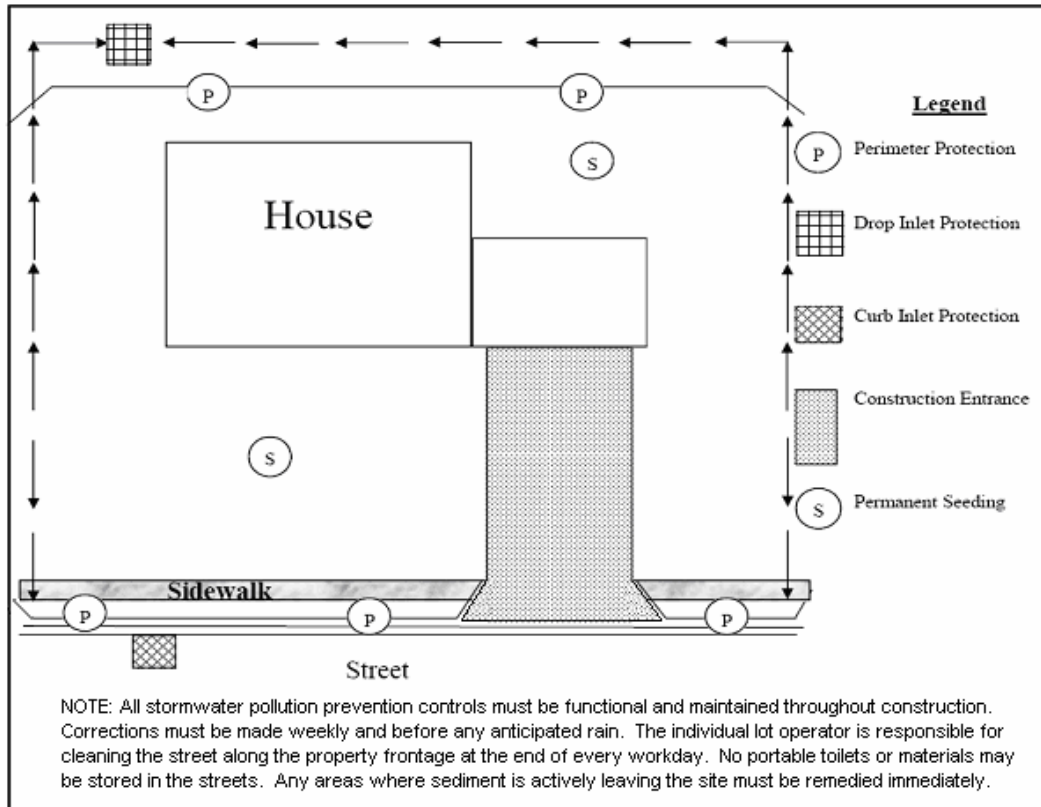 P
P
Legend
P
Perimeter Protection
S
House
Drop Inlet Protection
Curb Inlet Protection
Construction Entrance
S
S
Permanent Seeding
Sidewalk
P
P
P
Street
NOTE: All stormwater pollution prevention controls must be functional and maintained throughout construction.
Corrections must be made weekly and before any anticipated rain.  The individual lot operator is responsible for
cleaning the street along the property frontage at the end of every workday.  No portable toilets or materials may
be stored in the streets.  Any areas where sediment is actively leaving the site must be remedied immediately.